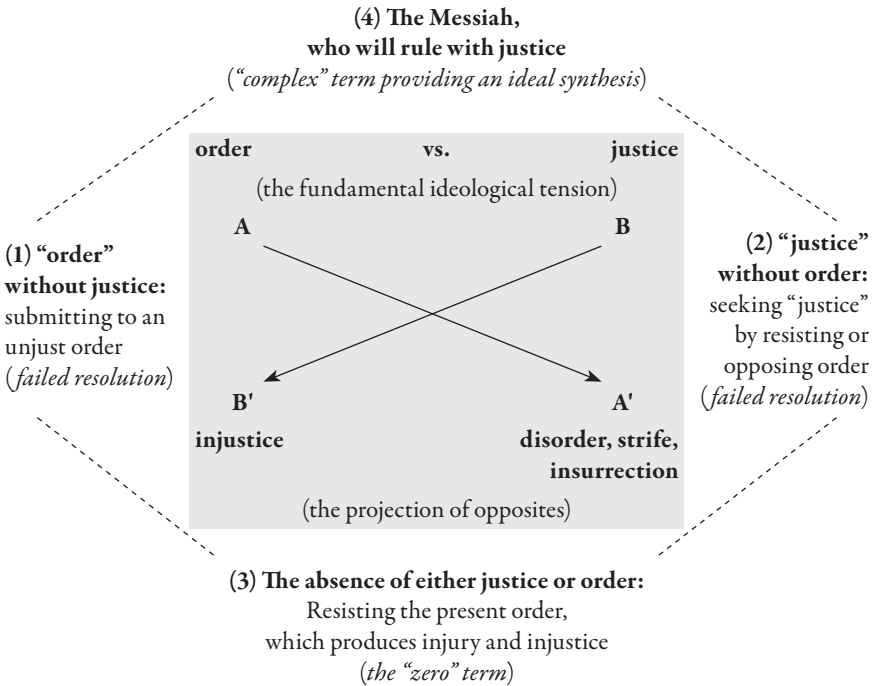 (4) The Messiah,
who will rule with justice
(“complex” term providing an ideal synthesis)
order vs. justice
(the fundamental ideological tension)
A B
(1) “order”
without justice:
submitting to an
unjust order
(failed resolution)
(2) “justice”
without order:
seeking “justice”
by resisting or
opposing order
(failed resolution)
B' A'
injustice disorder, strife,
insurrection
(the projection of opposites)
(3) The absence of either justice or order:
Resisting the present order,
which produces injury and injustice
(the “zero” term)